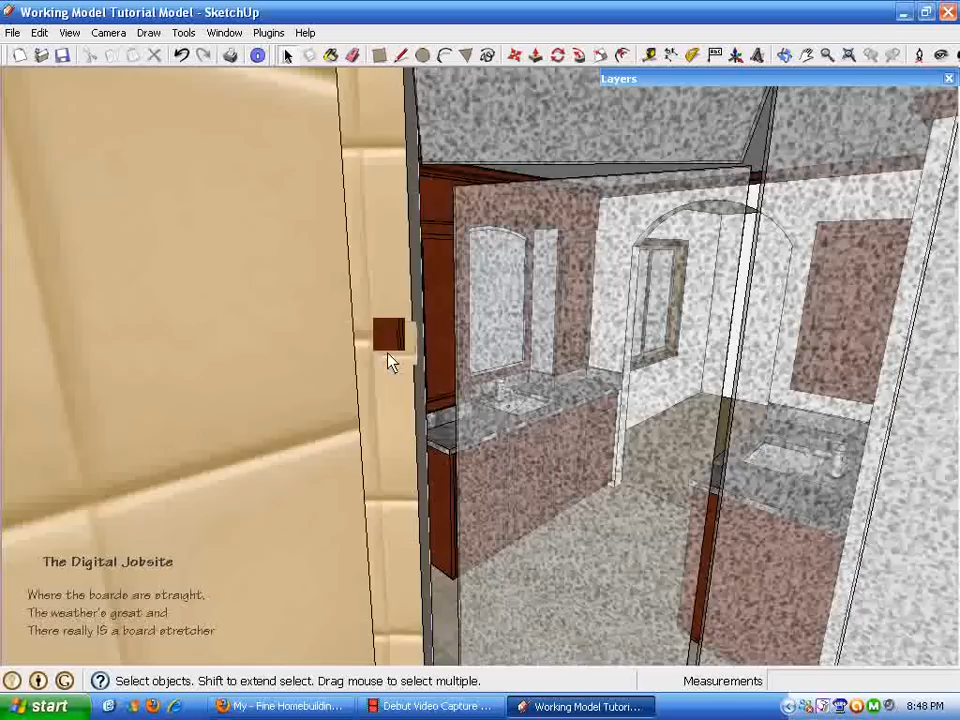 Working Model Tutorial Model - SketchUp
File Edit View Camera Draw Tools Window Plugins Help
Layers
The Digital Jobsite
Where the boards are straight,
The weather's great and
There really IS a board stretcher
Select objects. Shift to extend select. Drag mouse to select multiple.
Measurements
start
My - Fine Homebuildin...
Debut Video Capture ...
Working Model Tutori...
8:48 PM